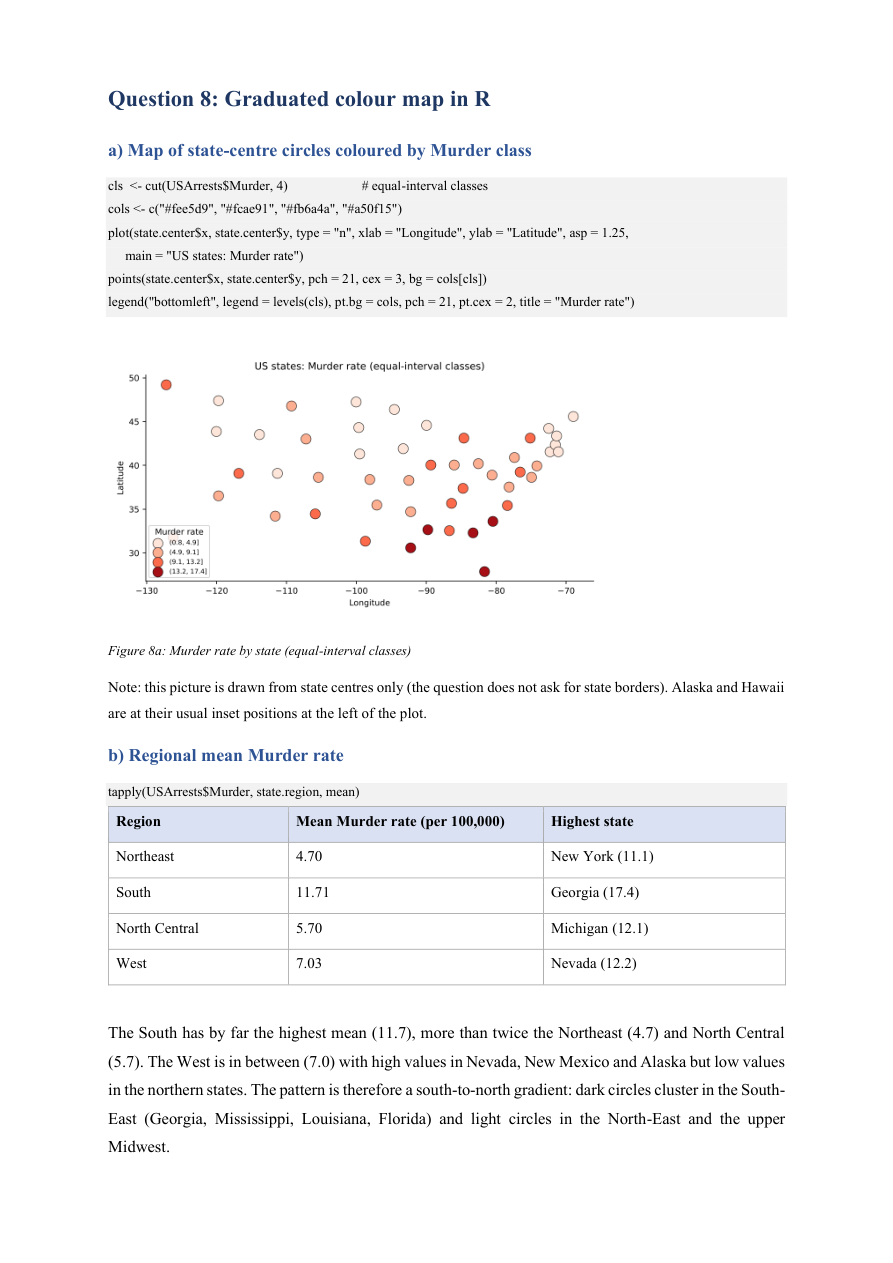 Question 8: Graduated colour map in R
a) Map of state-centre circles coloured by Murder class
cls <- cut(USArrests$Murder, 4) # equal-interval classes
cols <- c("#fee5d9", "#fcae91", "#fb6a4a", "#a50f15")
plot(state.center$x, state.center$y, type = "n", xlab = "Longitude", ylab = "Latitude", asp = 1.25,
main = "US states: Murder rate")
points(state.center$x, state.center$y, pch = 21, cex = 3, bg = cols[cls])
legend("bottomleft", legend = levels(cls), pt.bg = cols, pch = 21, pt.cex = 2, title = "Murder rate")
US states: Murder rate (equal-interval classes)
50
45
40
35
30
Latitude
Murder rate
(0.8, 4.9]
(4.9, 9.1]
(9.1, 13.2]
(13.2, 17.4]
−130 −120 −110 −100 −90 −80 −70
Longitude
Figure 8a: Murder rate by state (equal-interval classes)
Note: this picture is drawn from state centres only (the question does not ask for state borders). Alaska and Hawaii
are at their usual inset positions at the left of the plot.
b) Regional mean Murder rate
tapply(USArrests$Murder, state.region, mean)
Region Mean Murder rate (per 100,000) Highest state
Northeast 4.70 New York (11.1)
South 11.71 Georgia (17.4)
North Central 5.70 Michigan (12.1)
West 7.03 Nevada (12.2)
The South has by far the highest mean (11.7), more than twice the Northeast (4.7) and North Central
(5.7). The West is in between (7.0) with high values in Nevada, New Mexico and Alaska but low values
in the northern states. The pattern is therefore a south-to-north gradient: dark circles cluster in the South-
East (Georgia, Mississippi, Louisiana, Florida) and light circles in the North-East and the upper
Midwest.